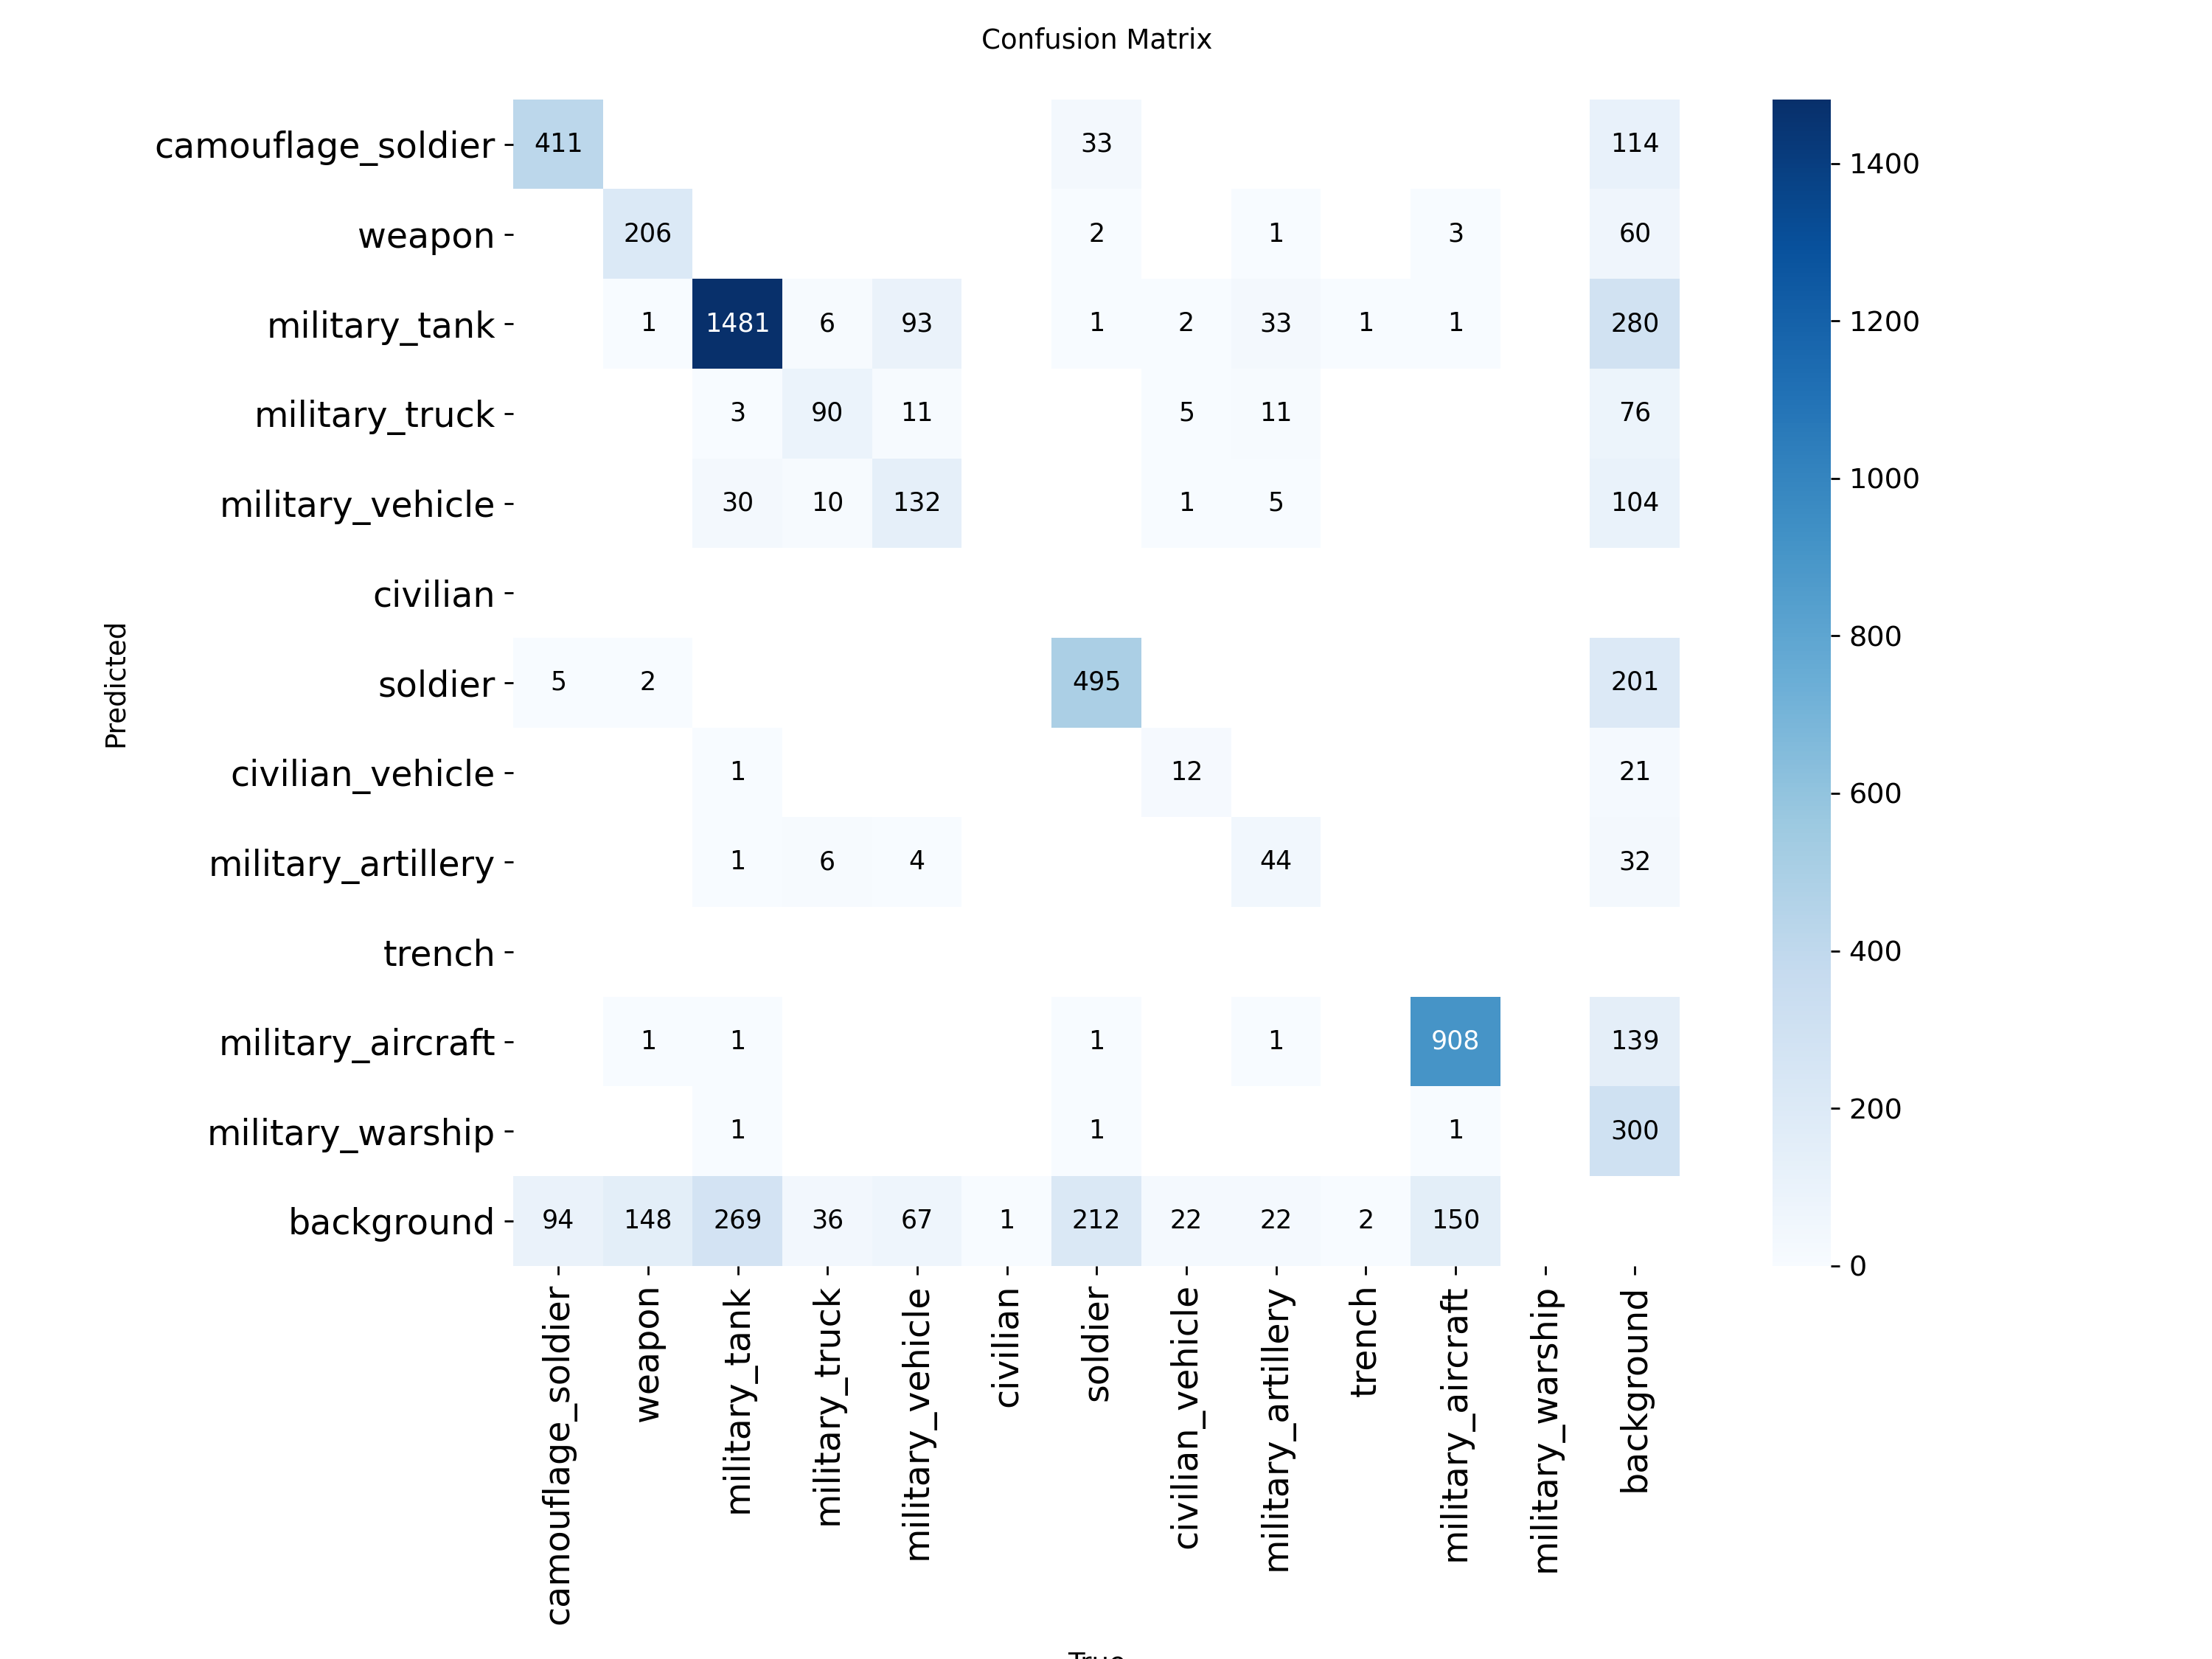 Confusion Matrix
camouflage_soldier 411 33 114
weapon 206 2 1 3 60
military_tank 1 1481 6 93 1 2 33 1 1 280
military_truck 3 90 11 5 11 76
military_vehicle 30 10 132 1 5 104
civilian
soldier 5 2 495 201
civilian_vehicle 1 12 21
military_artillery 1 6 4 44 32
trench
military_aircraft 1 1 1 1 908 139
military_warship 1 1 1 300
background 94 148 269 36 67 1 212 22 22 2 150
Predicted
camouflage_soldier
weapon
military_tank
military_truck
military_vehicle
civilian
soldier
civilian_vehicle
military_artillery
trench
military_aircraft
military_warship
background
True
1400
1200
1000
800
600
400
200
0